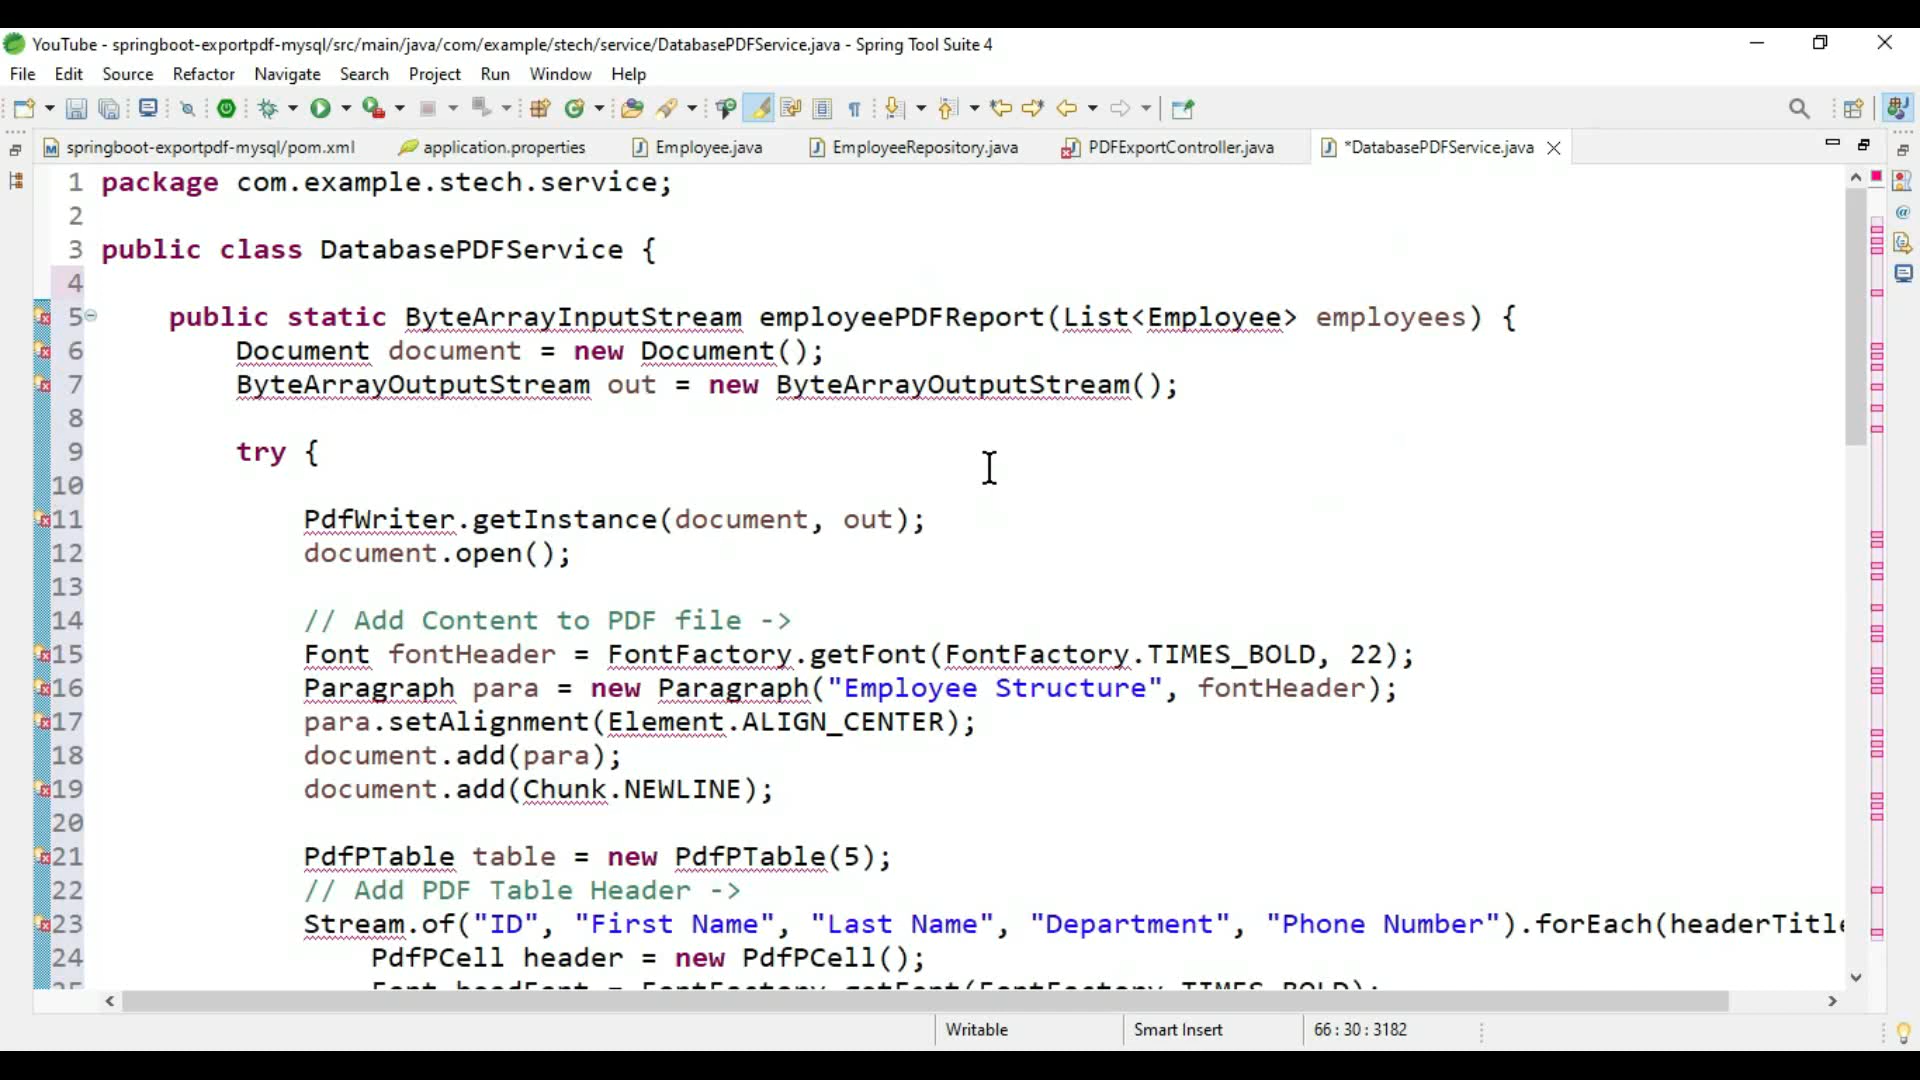 YouTube - springboot-exportpdf-mysql/src/main/java/com/example/stech/service/DatabasePDFService.java - Spring Tool Suite 4
File Edit Source Refactor Navigate Search Project Run Window Help
springboot-exportpdf-mysql/pom.xml application.properties Employee.java EmployeeRepository.java PDFExportController.java *DatabasePDFService.java
1 package com.example.stech.service;
2
3 public class DatabasePDFService {
4
5 public static ByteArrayInputStream employeePDFReport(List<Employee> employees) {
6 Document document = new Document();
7 ByteArrayOutputStream out = new ByteArrayOutputStream();
8
9 try {
10
11 PdfWriter.getInstance(document, out);
12 document.open();
13
14 // Add Content to PDF file ->
15 Font fontHeader = FontFactory.getFont(FontFactory.TIMES_BOLD, 22);
16 Paragraph para = new Paragraph("Employee Structure", fontHeader);
17 para.setAlignment(Element.ALIGN_CENTER);
18 document.add(para);
19 document.add(Chunk.NEWLINE);
20
21 PdfPTable table = new PdfPTable(5);
22 // Add PDF Table Header ->
23 Stream.of("ID", "First Name", "Last Name", "Department", "Phone Number").forEach(headerTitle
24 PdfPCell header = new PdfPCell();
25 Font headFont = FontFactory.getFont(FontFactory.TIMES_BOLD);
Writable Smart Insert 66 : 30 : 3182